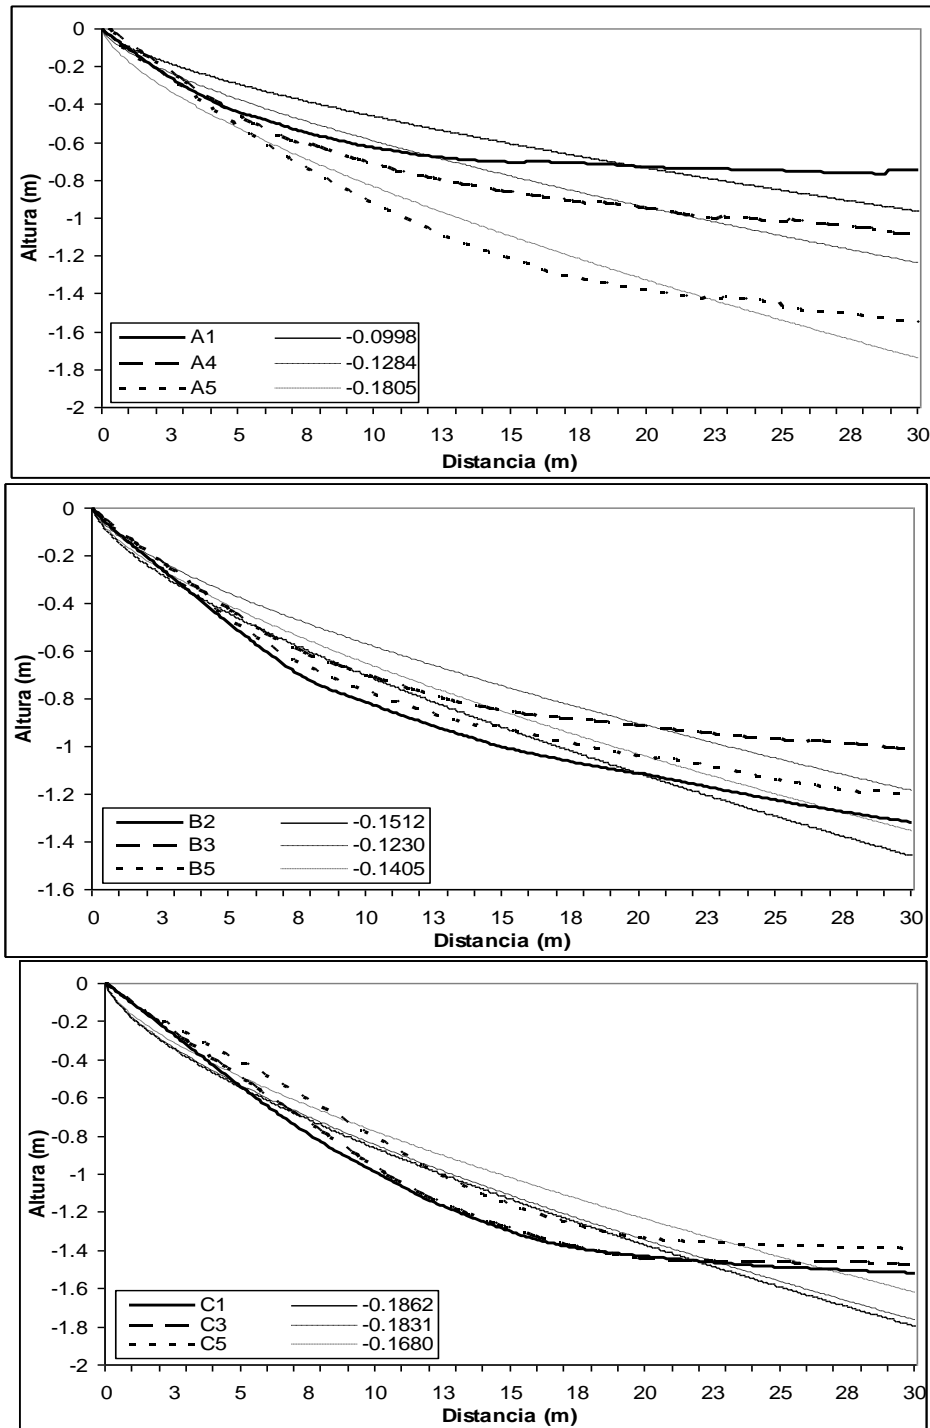 0
-0.2
-0.4
-0.6
-0.8
-1
-1.2
-1.4
-1.6
-1.8
-2
Altura (m)
A1 -0.0998
A4 -0.1284
A5 -0.1805
0 3 5 8 10 13 15 18 20 23 25 28 30
Distancia (m)
0
-0.2
-0.4
-0.6
-0.8
-1
-1.2
-1.4
-1.6
Altura (m)
B2 -0.1512
B3 -0.1230
B5 -0.1405
0 3 5 8 10 13 15 18 20 23 25 28 30
Distancia (m)
0
-0.2
-0.4
-0.6
-0.8
-1
-1.2
-1.4
-1.6
-1.8
-2
Altura (m)
C1 -0.1862
C3 -0.1831
C5 -0.1680
0 3 5 8 10 13 15 18 20 23 25 28 30
Distancia (m)